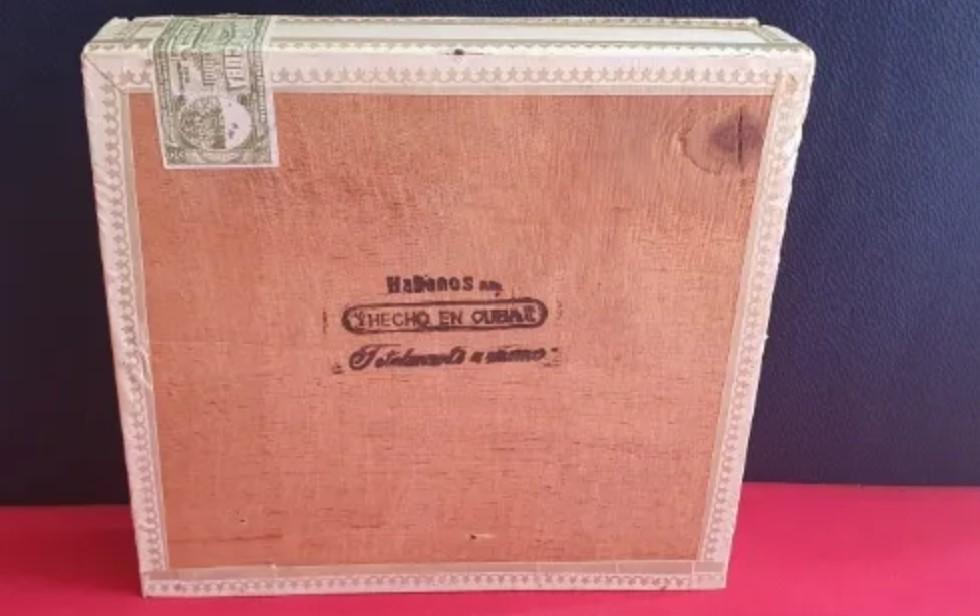 Habanos s.a.
HECHO EN CUBA
Totalmente a mano